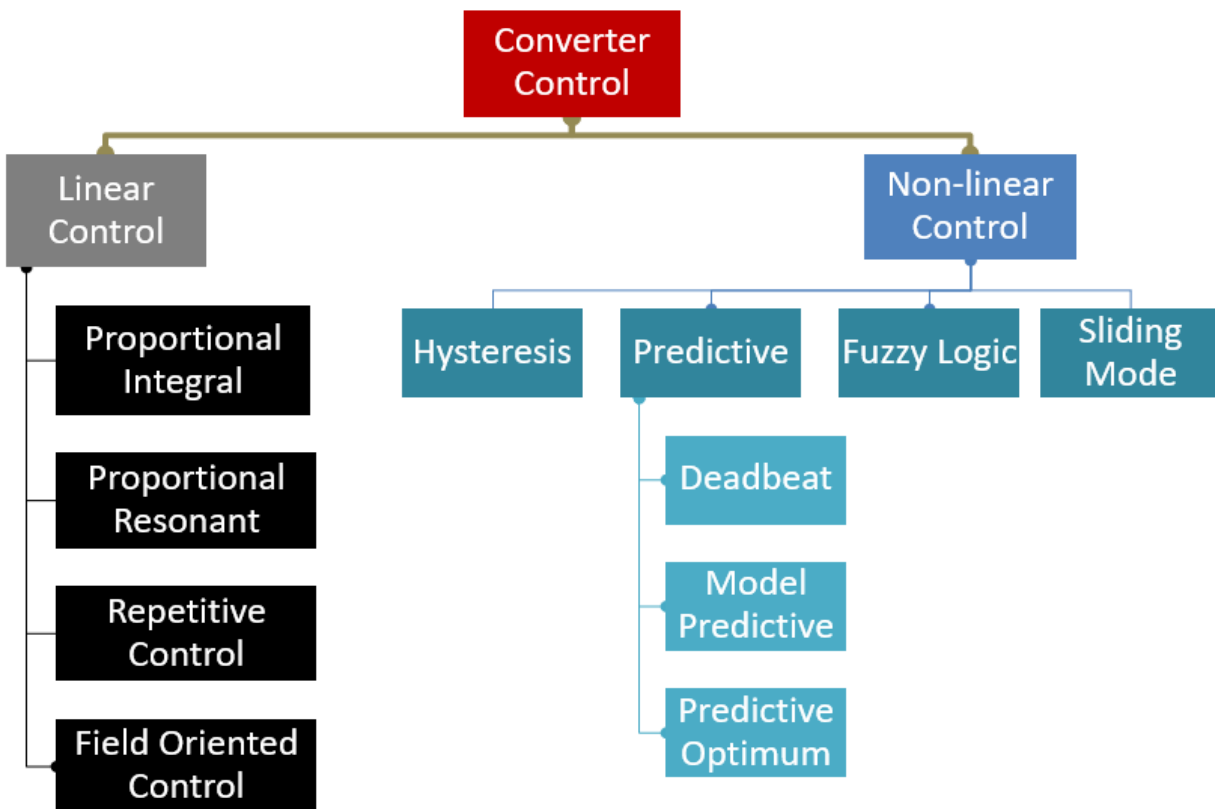 Converter
Control
Linear
Control
Non-linear
Control
Proportional
Integral
Proportional
Resonant
Repetitive
Control
Field Oriented
Control
Hysteresis
Predictive
Fuzzy Logic
Sliding
Mode
Deadbeat
Model
Predictive
Predictive
Optimum